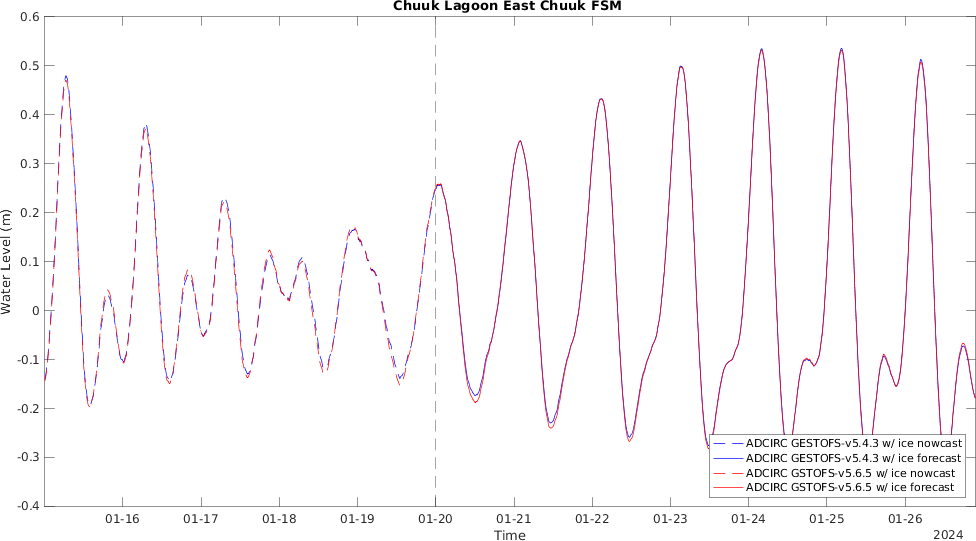 Chuuk Lagoon East Chuuk FSM
0.6
0.5
0.4
0.3
0.2
0.1
0
-0.1
-0.2
-0.3
-0.4
Water Level (m)
ADCIRC GESTOFS-v5.4.3 w/ ice nowcast
ADCIRC GESTOFS-v5.4.3 w/ ice forecast
ADCIRC GSTOFS-v5.6.5 w/ ice nowcast
ADCIRC GSTOFS-v5.6.5 w/ ice forecast
01-16 01-17 01-18 01-19 01-20 01-21 01-22 01-23 01-24 01-25 01-26
Time
2024